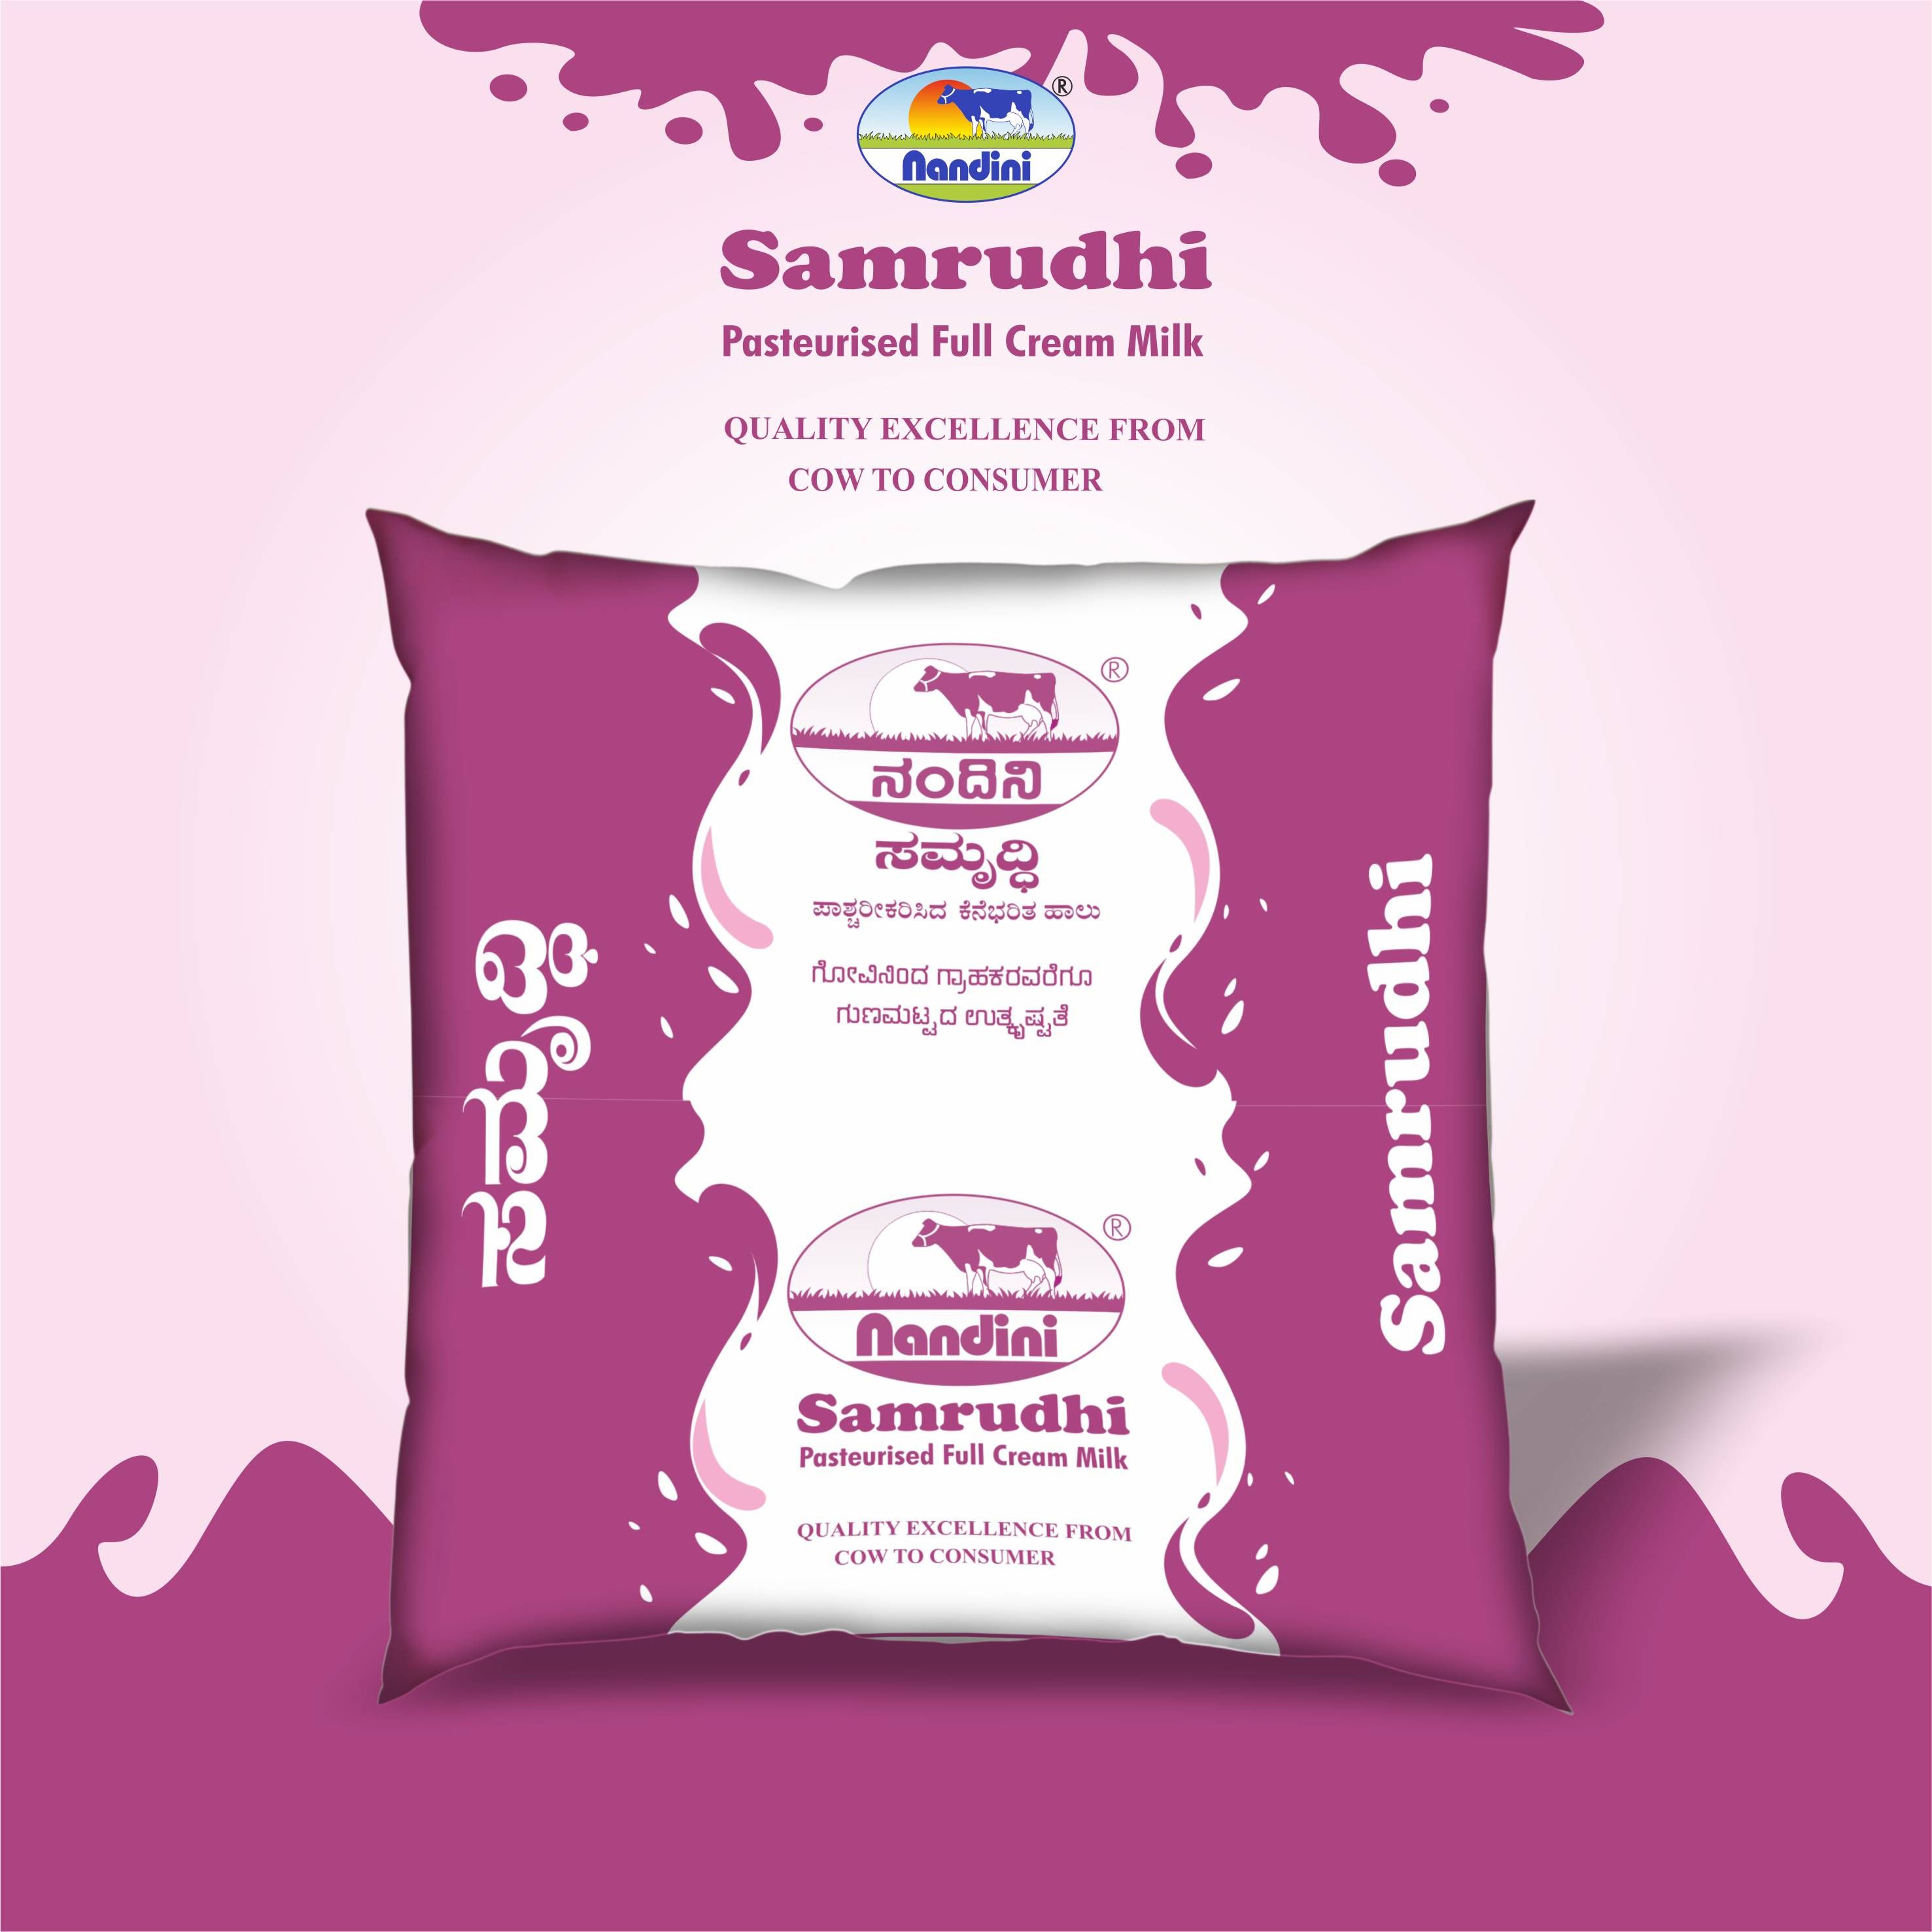 Nandini ®
Samrudhi
Pasteurised Full Cream Milk
QUALITY EXCELLENCE FROM
COW TO CONSUMER
®
ನಂದಿನಿ
ಸಮೃದ್ಧಿ
ಪಾಶ್ಚರೀಕರಿಸಿದ ಕೆನೆಭರಿತ ಹಾಲು
ಗೋವಿನಿಂದ ಗ್ರಾಹಕರವರೆಗೂ
ಗುಣಮಟ್ಟದ ಉತ್ಕೃಷ್ಟತೆ
ಸಮೃದ್ಧಿ
Samrudhi
®
Nandini
Samrudhi
Pasteurised Full Cream Milk
QUALITY EXCELLENCE FROM
COW TO CONSUMER